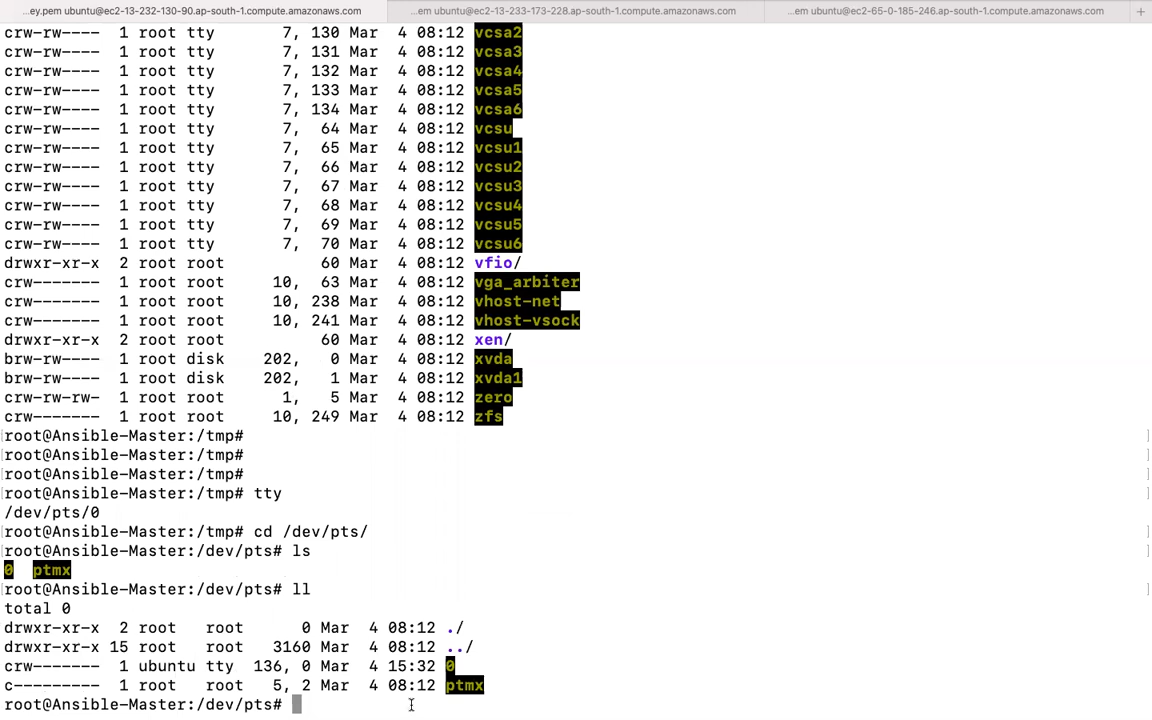 ...ey.pem ubuntu@ec2-13-232-130-90.ap-south-1.compute.amazonaws.com
...em ubuntu@ec2-13-233-173-228.ap-south-1.compute.amazonaws.com
...em ubuntu@ec2-65-0-185-246.ap-south-1.compute.amazonaws.com
+
crw-rw---- 1 root tty 7, 130 Mar 4 08:12 vcsa2
crw-rw---- 1 root tty 7, 131 Mar 4 08:12 vcsa3
crw-rw---- 1 root tty 7, 132 Mar 4 08:12 vcsa4
crw-rw---- 1 root tty 7, 133 Mar 4 08:12 vcsa5
crw-rw---- 1 root tty 7, 134 Mar 4 08:12 vcsa6
crw-rw---- 1 root tty 7, 64 Mar 4 08:12 vcsu
crw-rw---- 1 root tty 7, 65 Mar 4 08:12 vcsu1
crw-rw---- 1 root tty 7, 66 Mar 4 08:12 vcsu2
crw-rw---- 1 root tty 7, 67 Mar 4 08:12 vcsu3
crw-rw---- 1 root tty 7, 68 Mar 4 08:12 vcsu4
crw-rw---- 1 root tty 7, 69 Mar 4 08:12 vcsu5
crw-rw---- 1 root tty 7, 70 Mar 4 08:12 vcsu6
drwxr-xr-x 2 root root 60 Mar 4 08:12 vfio/
crw------- 1 root root 10, 63 Mar 4 08:12 vga_arbiter
crw------- 1 root root 10, 238 Mar 4 08:12 vhost-net
crw------- 1 root root 10, 241 Mar 4 08:12 vhost-vsock
drwxr-xr-x 2 root root 60 Mar 4 08:12 xen/
brw-rw---- 1 root disk 202, 0 Mar 4 08:12 xvda
brw-rw---- 1 root disk 202, 1 Mar 4 08:12 xvda1
crw-rw-rw- 1 root root 1, 5 Mar 4 08:12 zero
crw------- 1 root root 10, 249 Mar 4 08:12 zfs
root@Ansible-Master:/tmp#
root@Ansible-Master:/tmp#
root@Ansible-Master:/tmp#
root@Ansible-Master:/tmp# tty
/dev/pts/0
root@Ansible-Master:/tmp# cd /dev/pts/
root@Ansible-Master:/dev/pts# ls
0 ptmx
root@Ansible-Master:/dev/pts# ll
total 0
drwxr-xr-x 2 root root 0 Mar 4 08:12 ./
drwxr-xr-x 15 root root 3160 Mar 4 08:12 ../
crw------- 1 ubuntu tty 136, 0 Mar 4 15:32 0
c--------- 1 root root 5, 2 Mar 4 08:12 ptmx
root@Ansible-Master:/dev/pts#